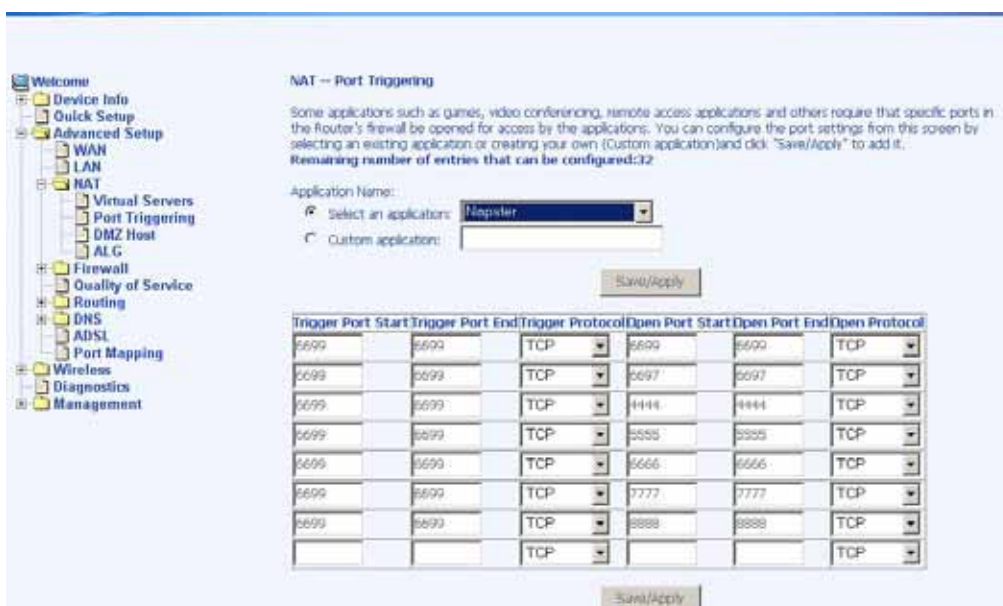 Welcome
Device Info
Quick Setup
Advanced Setup
WAN
LAN
NAT
Virtual Servers
Port Triggering
DMZ Host
ALG
Firewall
Quality of Service
Routing
DNS
ADSL
Port Mapping
Wireless
Diagnostics
Management
NAT -- Port Triggering
Some applications such as games, video conferencing, remote access applications and others require that specific ports in
the Router's firewall be opened for access by the applications. You can configure the port settings from this screen by
selecting an existing application or creating your own (Custom application)and click "Save/Apply" to add it.
Remaining number of entries that can be configured:32
Application Name:
Select an application: Napster
Custom application:
Save/Apply
Trigger Port Start Trigger Port End Trigger Protocol Open Port Start Open Port End Open Protocol
6699 6699 TCP 6699 6699 TCP
6699 6699 TCP 6697 6697 TCP
6699 6699 TCP 4444 4444 TCP
6699 6699 TCP 5555 5555 TCP
6699 6699 TCP 6666 6666 TCP
6699 6699 TCP 7777 7777 TCP
6699 6699 TCP 8888 8888 TCP
TCP TCP
Save/Apply